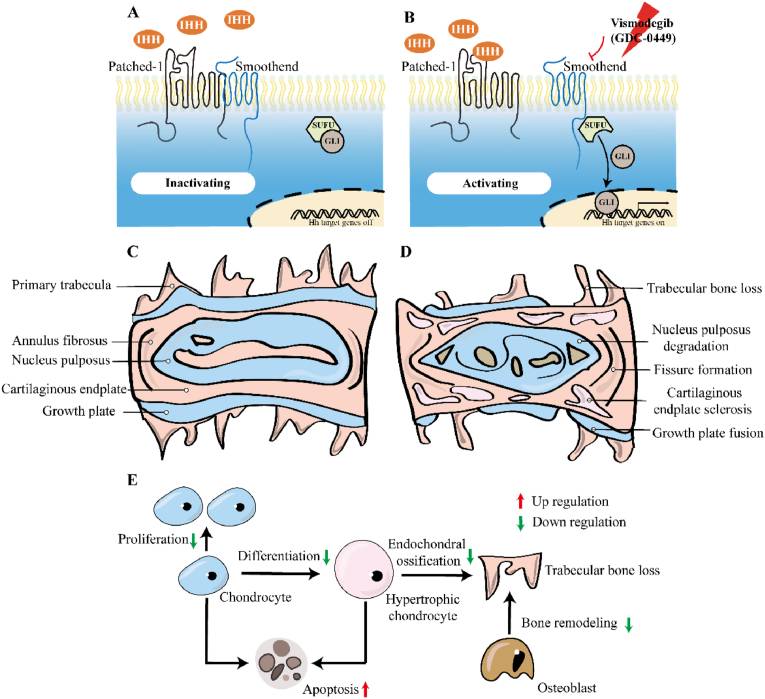 A
IHH
IHH
IHH
IHH
Patched-1
Smoothend
SUFU
GLI
Inactivating
Hh target genes off
B
IHH
IHH
IHH
IHH
Vismodegib
(GDC-0449)
Patched-1
Smoothend
SUFU
GLI
Activating
GLI
Hh target genes on
C
Primary trabecula
Annulus fibrosus
Nucleus pulposus
Cartilaginous endplate
Growth plate
D
Trabecular bone loss
Nucleus pulposus
degradation
Fissure formation
Cartilaginous
endplate sclerosis
Growth plate fusion
E
Up regulation
Down regulation
Proliferation
Differentiation
Endochondral
ossification
Trabecular bone loss
Chondrocyte
Hypertrophic
chondrocyte
Bone remodeling
Apoptosis
Osteoblast